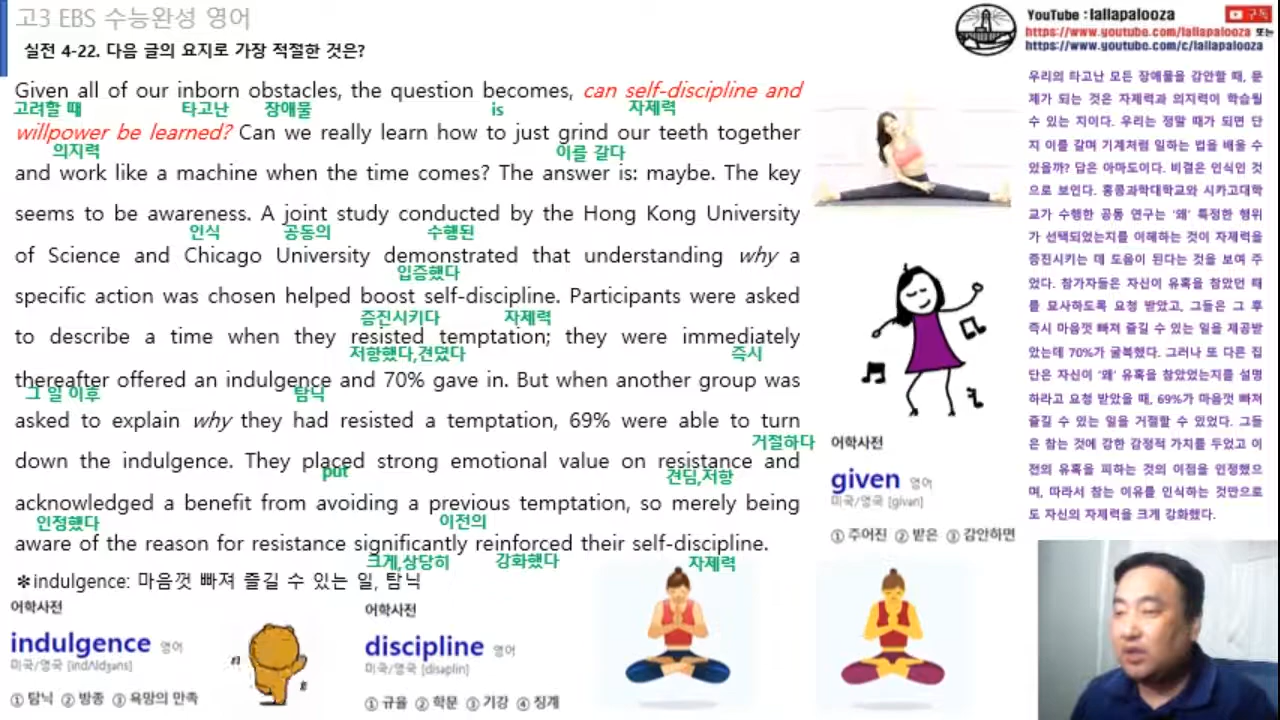 고3 EBS 수능완성 영어
실전 4-22. 다음 글의 요지로 가장 적절한 것은?
Given all of our inborn obstacles, the question becomes, can self-discipline and
고려할 때 타고난 장애물 is 자제력
willpower be learned? Can we really learn how to just grind our teeth together
의지력 이를 갈다
and work like a machine when the time comes? The answer is: maybe. The key
seems to be awareness. A joint study conducted by the Hong Kong University
인식 공동의 수행된
of Science and Chicago University demonstrated that understanding why a
입증했다
specific action was chosen helped boost self-discipline. Participants were asked
증진시키다 자제력
to describe a time when they resisted temptation; they were immediately
저항했다,견뎠다 즉시
thereafter offered an indulgence and 70% gave in. But when another group was
그 일 이후 탐닉
asked to explain why they had resisted a temptation, 69% were able to turn
거절하다
down the indulgence. They placed strong emotional value on resistance and
put 견딤,저항
acknowledged a benefit from avoiding a previous temptation, so merely being
인정했다 이전의
aware of the reason for resistance significantly reinforced their self-discipline.
크게,상당히 강화했다 자제력
✻indulgence: 마음껏 빠져 즐길 수 있는 일, 탐닉
어학사전
indulgence 영어
미국/영국 [indʌldʒəns]
① 탐닉 ② 방종 ③ 욕망의 만족
어학사전
discipline 영어
미국/영국 [disəplin]
① 규율 ② 학문 ③ 기강 ④ 징계
어학사전
given 영어
미국/영국 [givən]
① 주어진 ② 받은 ③ 감안하면
YouTube : lallapalooza
구독
https://www.youtube.com/lallapalooza 또는
https://www.youtube.com/c/lallapalooza
우리의 타고난 모든 장애물을 감안할 때, 문
제가 되는 것은 자제력과 의지력이 학습될
수 있는 지이다. 우리는 정말 때가 되면 단
지 이를 갈며 기계처럼 일하는 법을 배울 수
있을까? 답은 아마도이다. 비결은 인식인 것
으로 보인다. 홍콩과학대학교와 시카고대학
교가 수행한 공동 연구는 '왜' 특정한 행위
가 선택되었는지를 이해하는 것이 자제력을
증진시키는 데 도움이 된다는 것을 보여 주
었다. 참가자들은 자신이 유혹을 참았던 때
를 묘사하도록 요청 받았고, 그들은 그 후
즉시 마음껏 빠져 즐길 수 있는 일을 제공받
았는데 70%가 굴복했다. 그러나 또 다른 집
단은 자신이 '왜' 유혹을 참았었는지를 설명
하라고 요청 받았을 때, 69%가 마음껏 빠져
즐길 수 있는 일을 거절할 수 있었다. 그들
은 참는 것에 강한 감정적 가치를 두었고 이
전의 유혹을 피하는 것의 이점을 인정했으
며, 따라서 참는 이유를 인식하는 것만으로
도 자신의 자제력을 크게 강화했다.